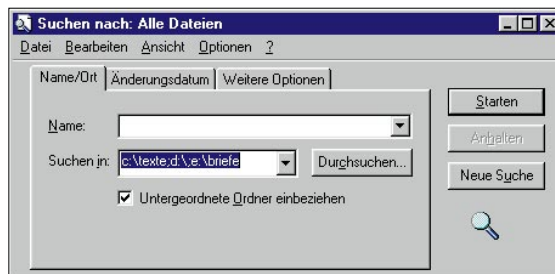 Suchen nach: Alle Dateien
Datei Bearbeiten Ansicht Optionen ?
Name/Ort Änderungsdatum Weitere Optionen
Name:
Suchen in: c:\texte;d:\;e:\briefe Durchsuchen...
Untergeordnete Ordner einbeziehen
Starten
Anhalten
Neue Suche